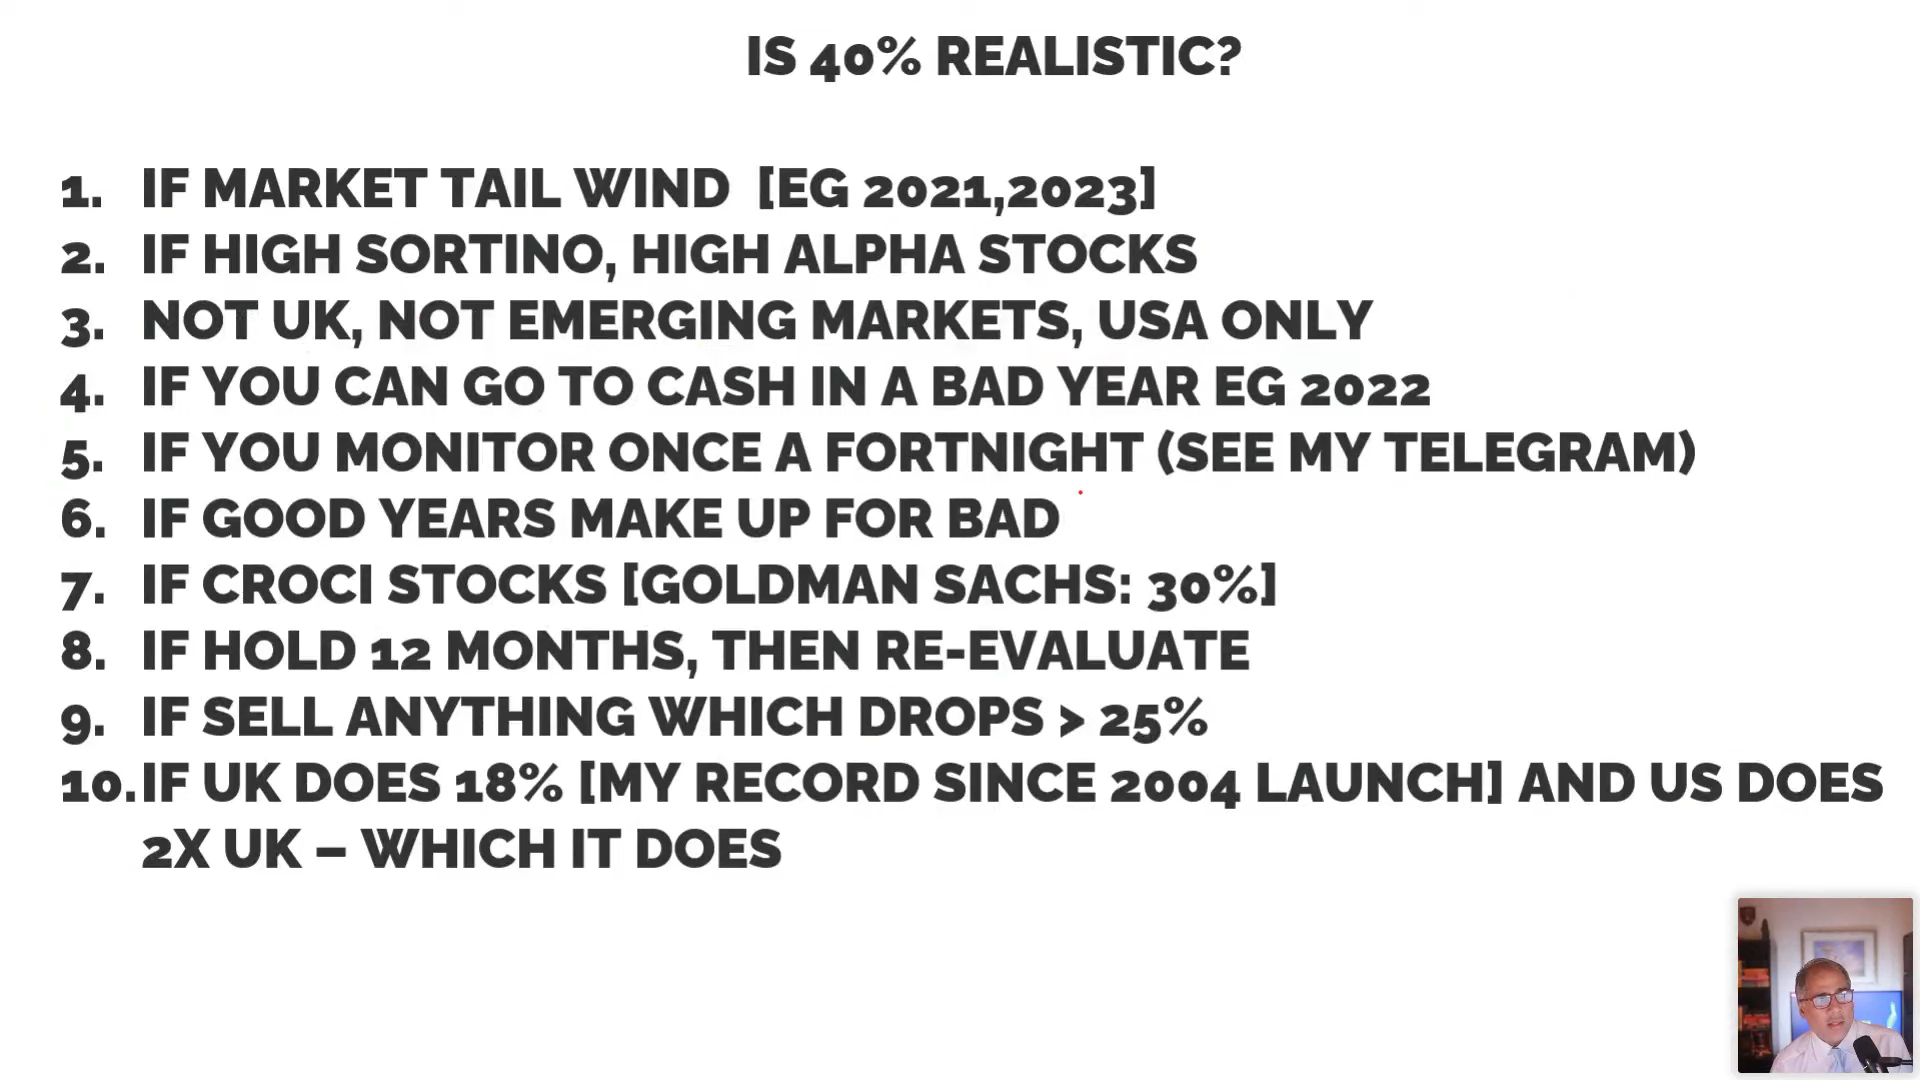 IS 40% REALISTIC?
1. IF MARKET TAIL WIND [EG 2021,2023]
2. IF HIGH SORTINO, HIGH ALPHA STOCKS
3. NOT UK, NOT EMERGING MARKETS, USA ONLY
4. IF YOU CAN GO TO CASH IN A BAD YEAR EG 2022
5. IF YOU MONITOR ONCE A FORTNIGHT (SEE MY TELEGRAM)
6. IF GOOD YEARS MAKE UP FOR BAD
7. IF CROCI STOCKS [GOLDMAN SACHS: 30%]
8. IF HOLD 12 MONTHS, THEN RE-EVALUATE
9. IF SELL ANYTHING WHICH DROPS > 25%
10. IF UK DOES 18% [MY RECORD SINCE 2004 LAUNCH] AND US DOES
2X UK – WHICH IT DOES